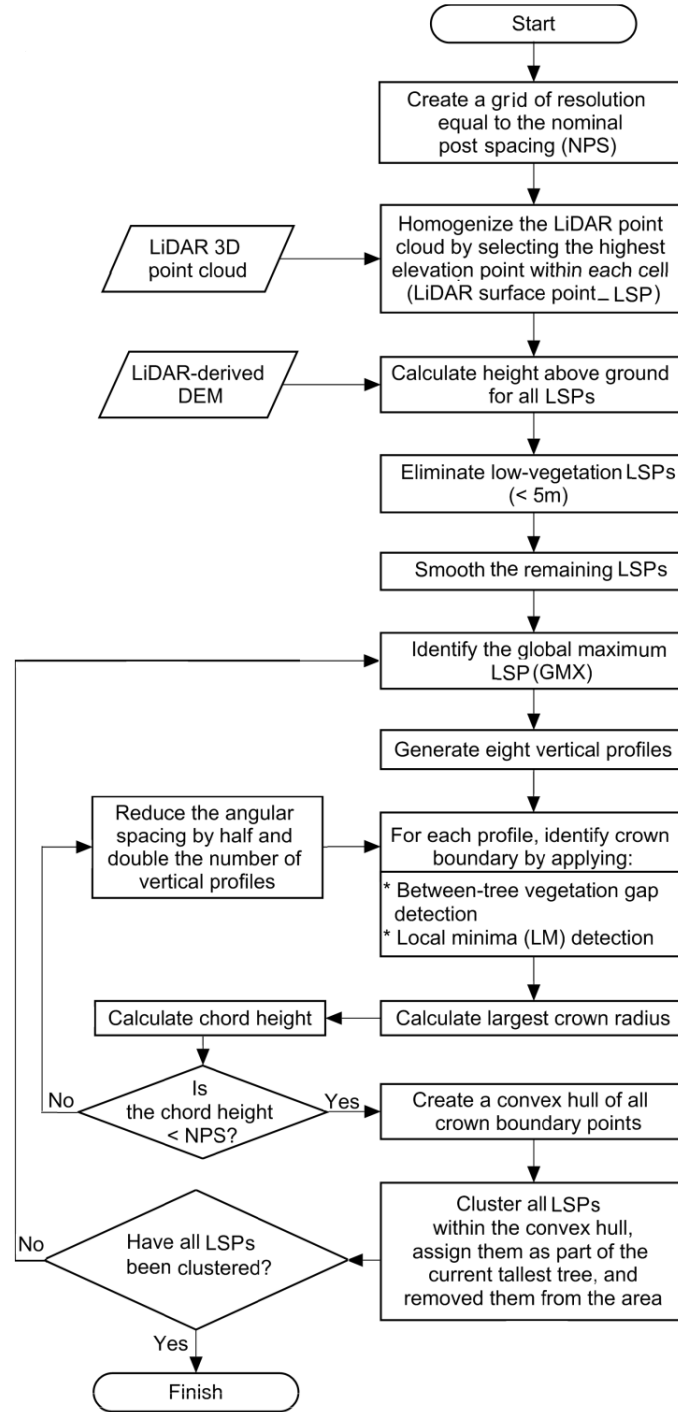 Start
Create a grid of resolution
equal to the nominal
post spacing (NPS)
LiDAR 3D
point cloud
Homogenize the LiDAR point
cloud by selecting the highest
elevation point within each cell
(LiDAR surface point_ LSP)
LiDAR-derived
DEM
Calculate height above ground
for all LSPs
Eliminate low-vegetation LSPs
(< 5m)
Smooth the remaining LSPs
Identify the global maximum
LSP (GMX)
Generate eight vertical profiles
Reduce the angular
spacing by half and
double the number of
vertical profiles
For each profile, identify crown
boundary by applying:
* Between-tree vegetation gap
detection
* Local minima (LM) detection
Calculate chord height
Calculate largest crown radius
No
Is
the chord height
< NPS?
Yes
Create a convex hull of all
crown boundary points
No
Have all LSPs
been clustered?
Cluster all LSPs
within the convex hull,
assign them as part of the
current tallest tree, and
removed them from the area
Yes
Finish